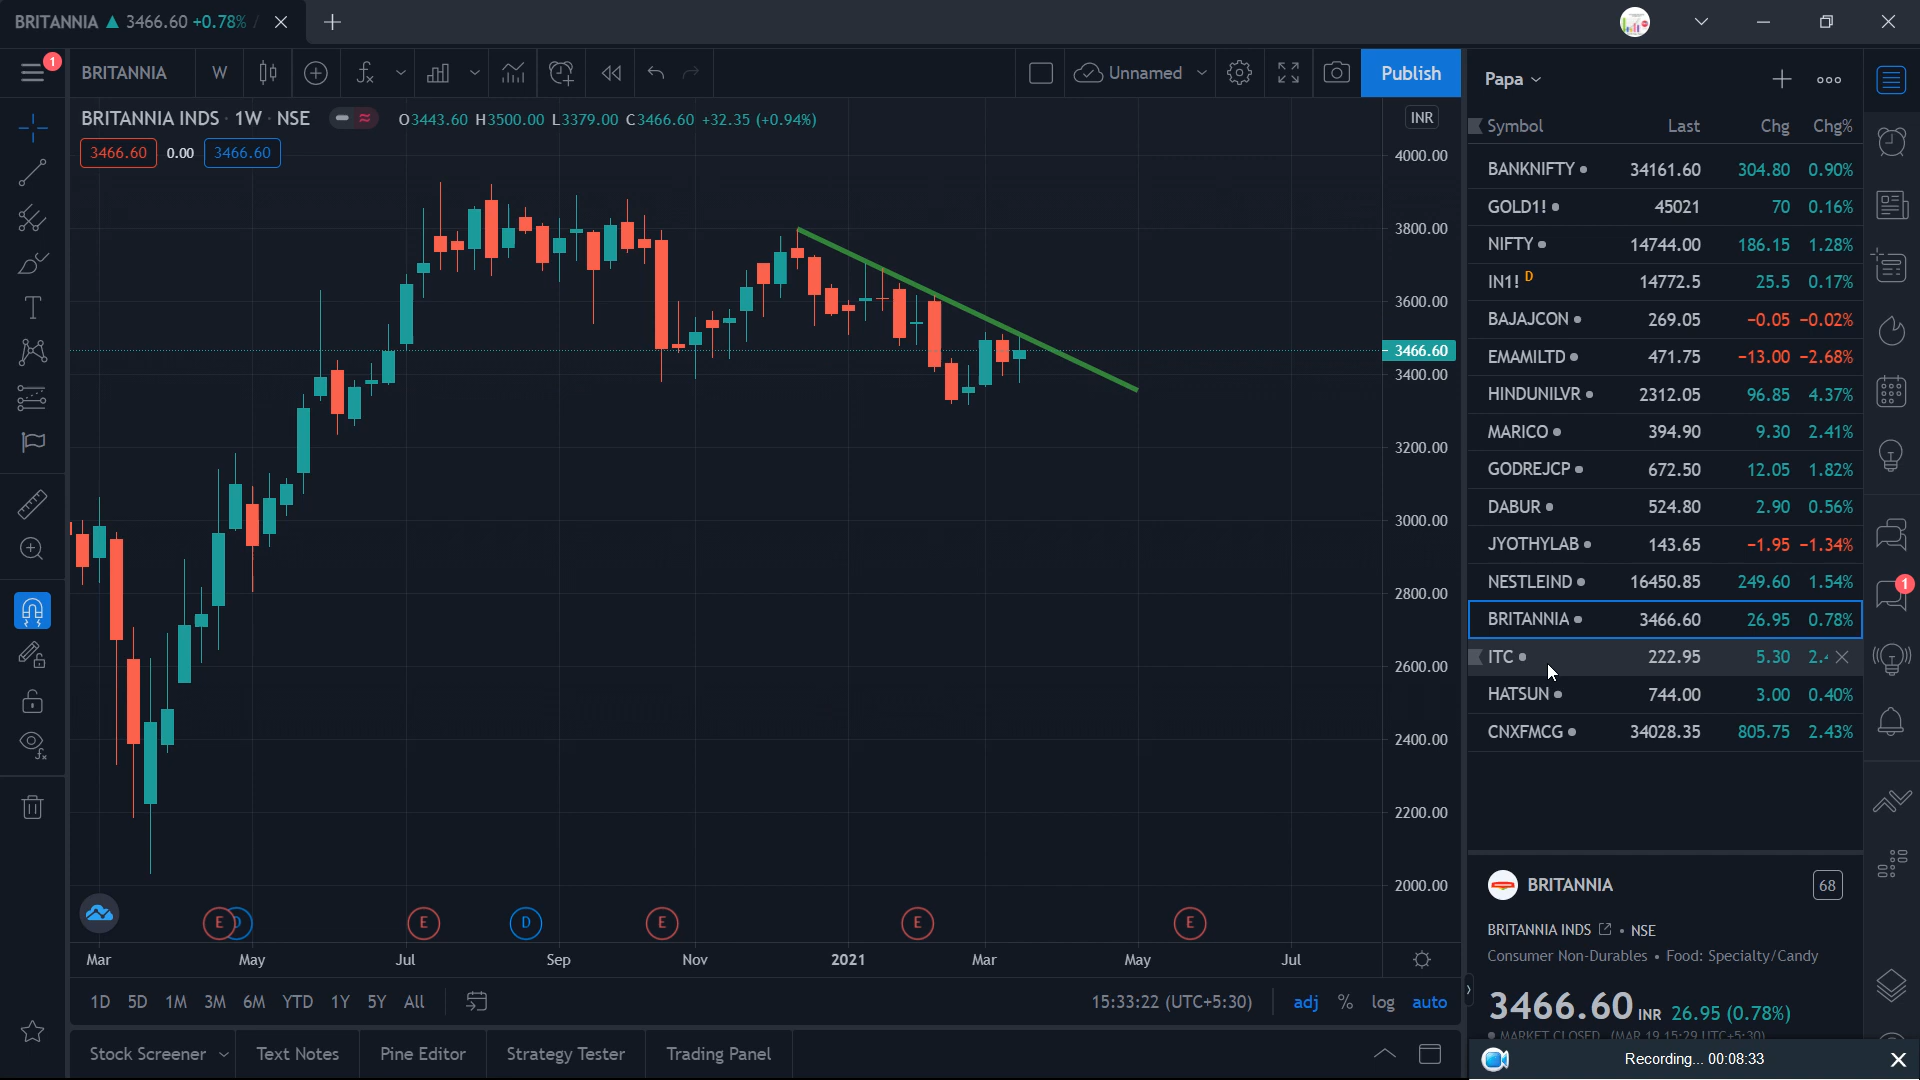 BRITANNIA ▲ 3466.60 +0.78% /
1
BRITANNIA W Unnamed Publish
BRITANNIA INDS · 1W · NSE O3443.60 H3500.00 L3379.00 C3466.60 +32.35 (+0.94%)
3466.60 0.00 3466.60
INR
4000.00
3800.00
3600.00
3466.60
3400.00
3200.00
3000.00
2800.00
2600.00
2400.00
2200.00
2000.00
E D E D E E E
Mar May Jul Sep Nov 2021 Mar May Jul
1D 5D 1M 3M 6M YTD 1Y 5Y All 15:33:22 (UTC+5:30) adj % log auto
Stock Screener Text Notes Pine Editor Strategy Tester Trading Panel
Papa
Symbol Last Chg Chg%
BANKNIFTY 34161.60 304.80 0.90%
GOLD1! 45021 70 0.16%
NIFTY 14744.00 186.15 1.28%
IN1! D 14772.5 25.5 0.17%
BAJAJCON 269.05 −0.05 −0.02%
EMAMILTD 471.75 −13.00 −2.68%
HINDUNILVR 2312.05 96.85 4.37%
MARICO 394.90 9.30 2.41%
GODREJCP 672.50 12.05 1.82%
DABUR 524.80 2.90 0.56%
JYOTHYLAB 143.65 −1.95 −1.34%
NESTLEIND 16450.85 249.60 1.54%
1
BRITANNIA 3466.60 26.95 0.78%
ITC 222.95 5.30
HATSUN 744.00 3.00 0.40%
CNXFMCG 34028.35 805.75 2.43%
BRITANNIA 68
BRITANNIA INDS • NSE
Consumer Non-Durables • Food: Specialty/Candy
3466.60 INR 26.95 (0.78%)
MARKET CLOSED (MAR 19 15:29 UTC+5:30)
Recording... 00:08:33